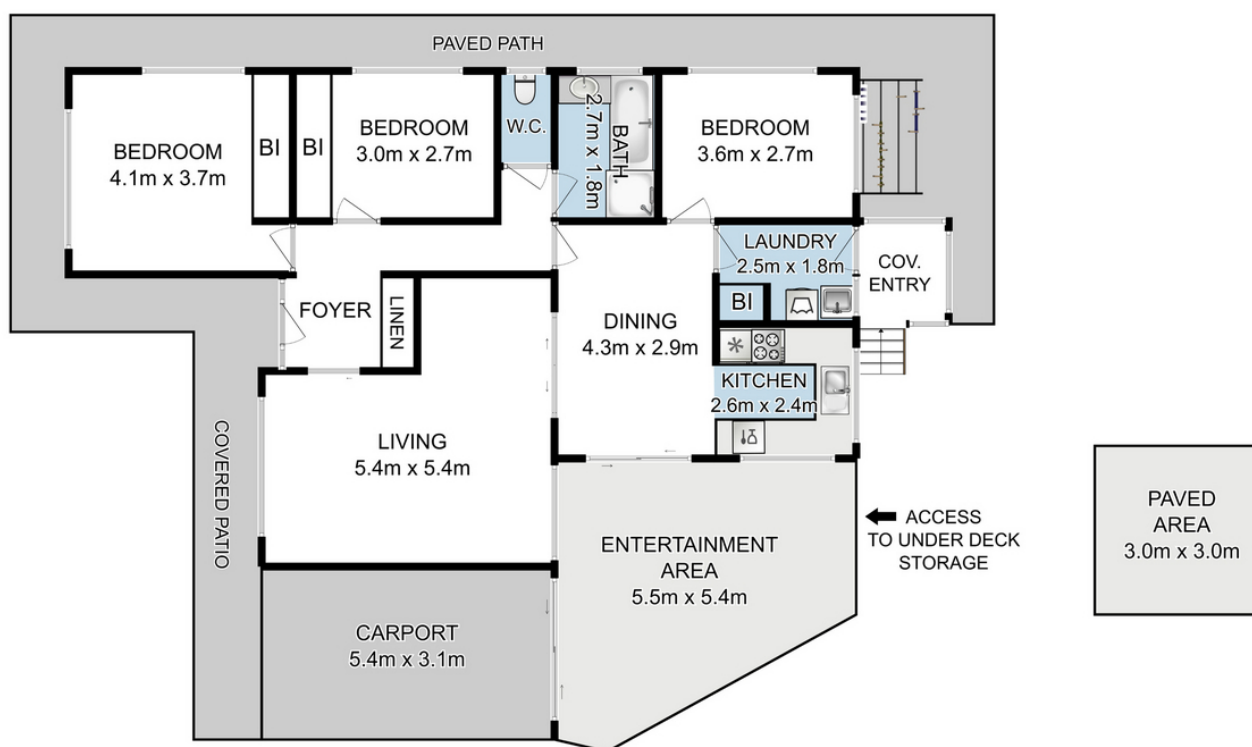 PAVED PATH
BEDROOM
4.1m x 3.7m
BI
BI
BEDROOM
3.0m x 2.7m
W.C.
BATH
2.7m x 1.8m
BEDROOM
3.6m x 2.7m
LAUNDRY
2.5m x 1.8m
BI
COV.
ENTRY
FOYER
LINEN
DINING
4.3m x 2.9m
KITCHEN
2.6m x 2.4m
LIVING
5.4m x 5.4m
COVERED PATIO
ENTERTAINMENT
AREA
5.5m x 5.4m
ACCESS
TO UNDER DECK
STORAGE
PAVED
AREA
3.0m x 3.0m
CARPORT
5.4m x 3.1m